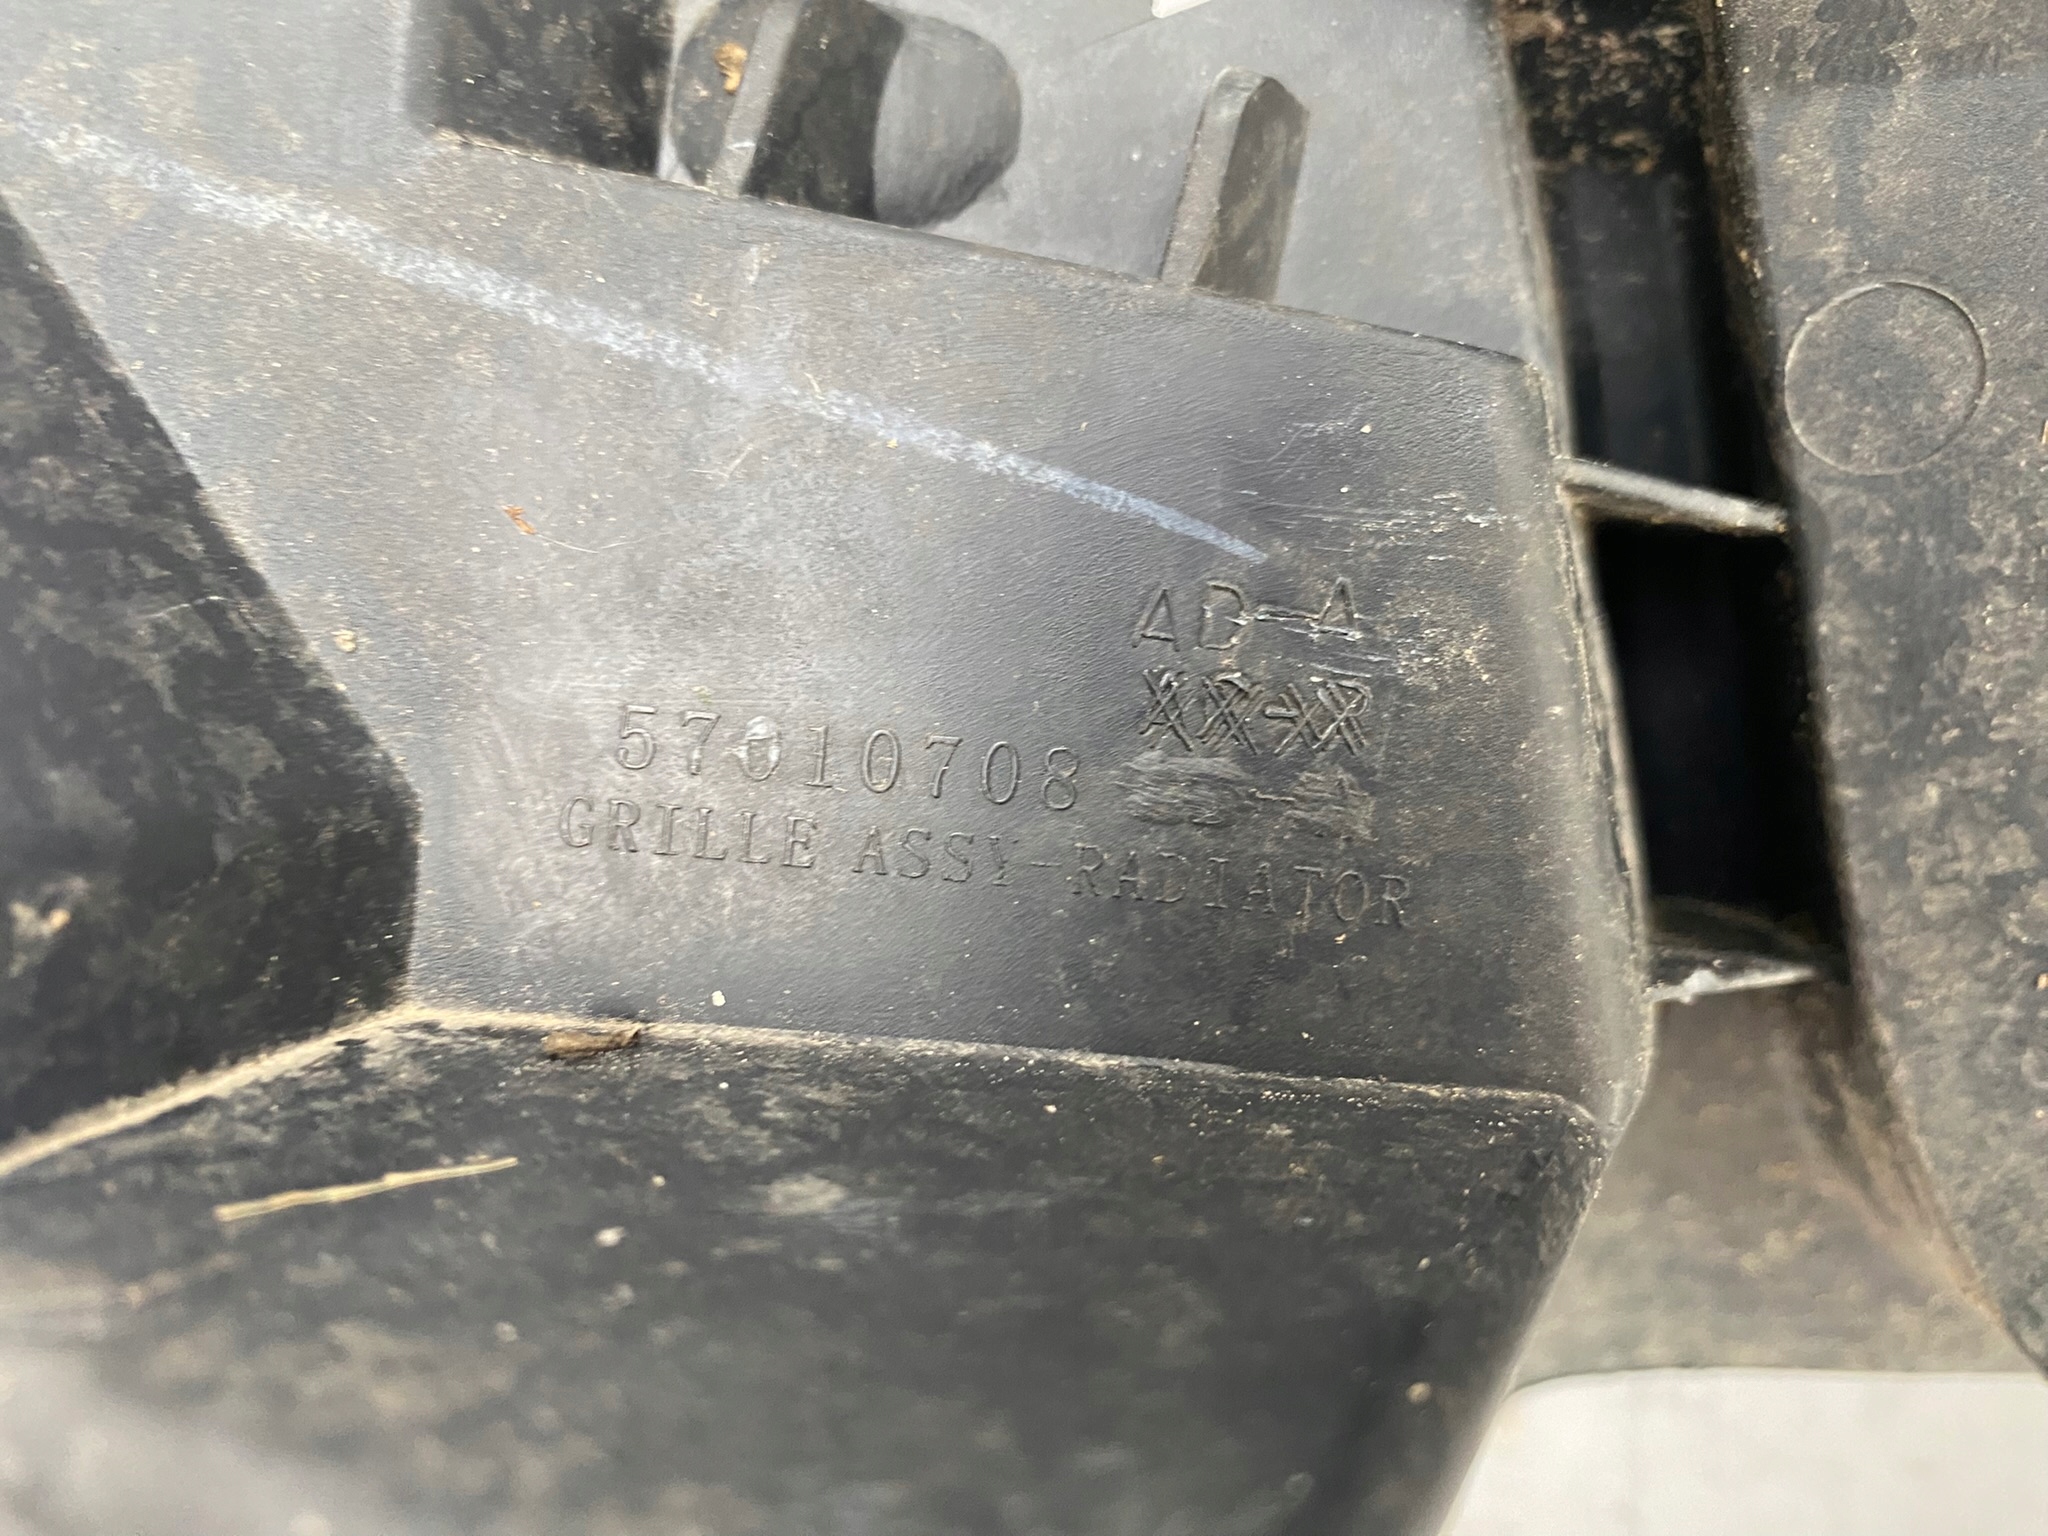 AD-A
57010708
GRILLE ASSY-RADIATOR